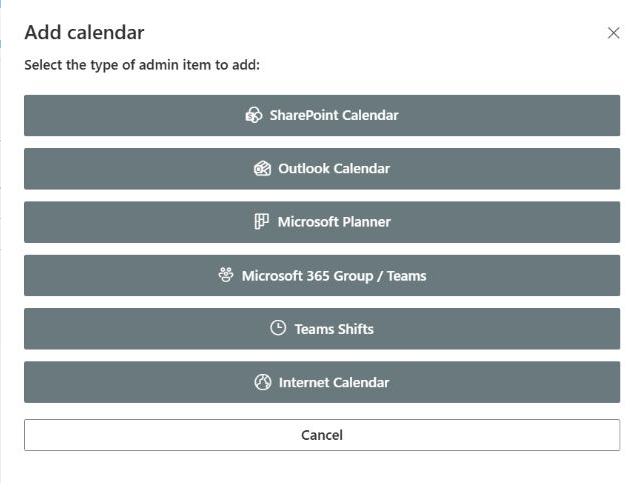 Add calendar
Select the type of admin item to add:
SharePoint Calendar
Outlook Calendar
Microsoft Planner
Microsoft 365 Group / Teams
Teams Shifts
Internet Calendar
Cancel